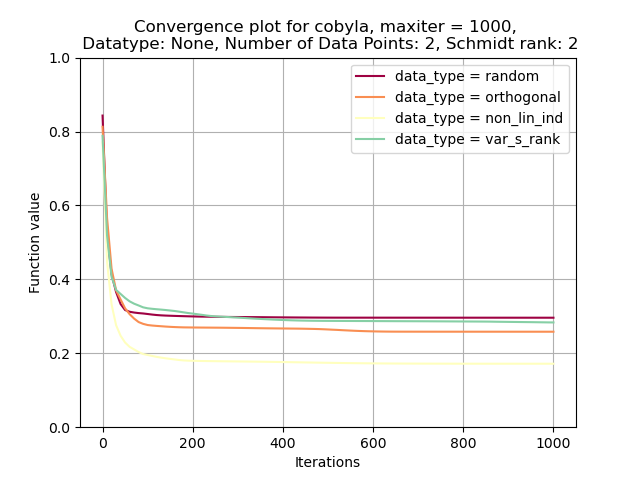 Convergence plot for cobyla, maxiter = 1000,
Datatype: None, Number of Data Points: 2, Schmidt rank: 2
1.0
0.8
0.6
0.4
0.2
0.0
Function value
data_type = random
data_type = orthogonal
data_type = non_lin_ind
data_type = var_s_rank
0 200 400 600 800 1000
Iterations